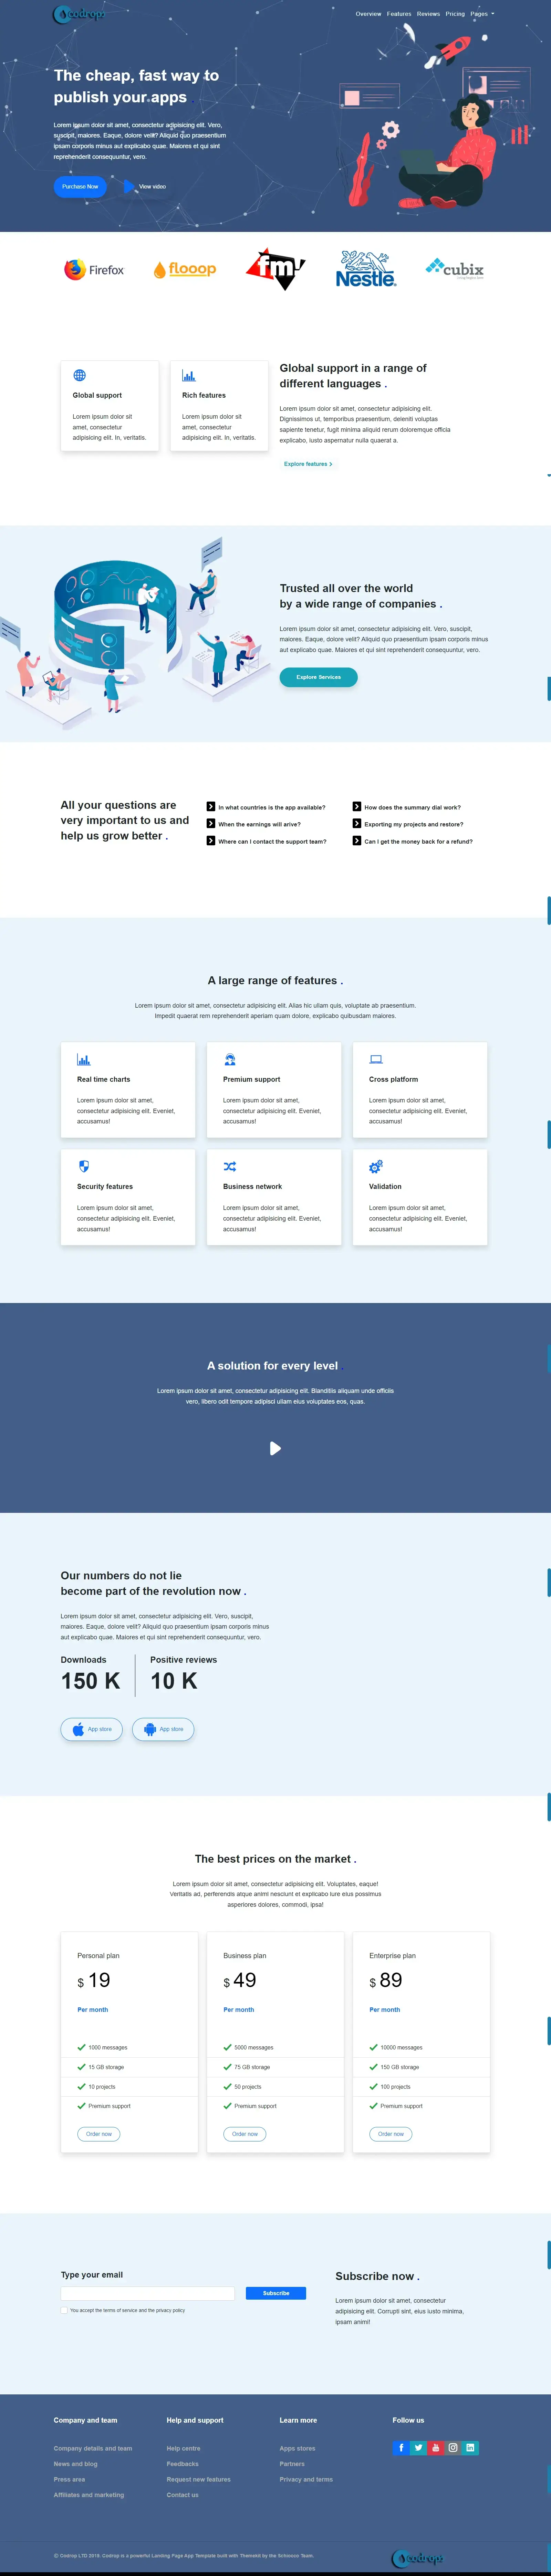 codrops
Overview Features Reviews Pricing Pages
The cheap, fast way to
publish your apps .
Lorem ipsum dolor sit amet, consectetur adipisicing elit. Vero,
suscipit, maiores. Eaque, dolore velit? Aliquid quo praesentium
ipsam corporis minus aut explicabo quae. Maiores et qui sint
reprehenderit consequuntur, vero.
Purchase Now View video
Firefox
flooop
fm
Nestle
cubix
Global support
Lorem ipsum dolor sit
amet, consectetur
adipisicing elit. In, veritatis.
Rich features
Lorem ipsum dolor sit
amet, consectetur
adipisicing elit. In, veritatis.
Global support in a range of
different languages .
Lorem ipsum dolor sit amet, consectetur adipisicing elit.
Dignissimos ut, temporibus praesentium, deleniti voluptas
sapiente tenetur, fugit minima aliquid rerum doloremque officia
explicabo, iusto aspernatur nulla quaerat a.
Explore features >
Trusted all over the world
by a wide range of companies .
Lorem ipsum dolor sit amet, consectetur adipisicing elit. Vero, suscipit,
maiores. Eaque, dolore velit? Aliquid quo praesentium ipsam corporis minus
aut explicabo quae. Maiores et qui sint reprehenderit consequuntur, vero.
Explore Services
All your questions are
very important to us and
help us grow better .
In what countries is the app available?
When the earnings will arive?
Where can I contact the support team?
How does the summary dial work?
Exporting my projects and restore?
Can I get the money back for a refund?
A large range of features .
Lorem ipsum dolor sit amet, consectetur adipisicing elit. Alias hic ullam quis, voluptate ab praesentium.
Impedit quaerat rem reprehenderit aperiam quam dolore, explicabo quibusdam maiores.
Real time charts
Lorem ipsum dolor sit amet,
consectetur adipisicing elit. Eveniet,
accusamus!
Premium support
Lorem ipsum dolor sit amet,
consectetur adipisicing elit. Eveniet,
accusamus!
Cross platform
Lorem ipsum dolor sit amet,
consectetur adipisicing elit. Eveniet,
accusamus!
Security features
Lorem ipsum dolor sit amet,
consectetur adipisicing elit. Eveniet,
accusamus!
Business network
Lorem ipsum dolor sit amet,
consectetur adipisicing elit. Eveniet,
accusamus!
Validation
Lorem ipsum dolor sit amet,
consectetur adipisicing elit. Eveniet,
accusamus!
A solution for every level .
Lorem ipsum dolor sit amet, consectetur adipisicing elit. Blanditiis aliquam unde officiis
vero, libero odit tempore adipisci ullam eius voluptates eos, quas.
Our numbers do not lie
become part of the revolution now .
Lorem ipsum dolor sit amet, consectetur adipisicing elit. Vero, suscipit,
maiores. Eaque, dolore velit? Aliquid quo praesentium ipsam corporis minus
aut explicabo quae. Maiores et qui sint reprehenderit consequuntur, vero.
Downloads
150 K
Positive reviews
10 K
App store App store
The best prices on the market .
Lorem ipsum dolor sit amet, consectetur adipisicing elit. Voluptates, eaque!
Veritatis ad, perferendis atque animi nesciunt et explicabo iure eius possimus
asperiores dolores, commodi, ipsa!
Personal plan
$ 19
Per month
1000 messages
15 GB storage
10 projects
Premium support
Order now
Business plan
$ 49
Per month
5000 messages
75 GB storage
50 projects
Premium support
Order now
Enterprise plan
$ 89
Per month
10000 messages
150 GB storage
100 projects
Premium support
Order now
Type your email
Subscribe
You accept the terms of service and the privacy policy
Subscribe now .
Lorem ipsum dolor sit amet, consectetur
adipisicing elit. Corrupti sint, eius iusto minima,
ipsam animi!
Company and team
Company details and team
News and blog
Press area
Affiliates and marketing
Help and support
Help centre
Feedbacks
Request new features
Contact us
Learn more
Apps stores
Partners
Privacy and terms
Follow us
© Codrop LTD 2019. Codrop is a powerful Landing Page App Template built with Themekit by the Schiocco Team.
codrops